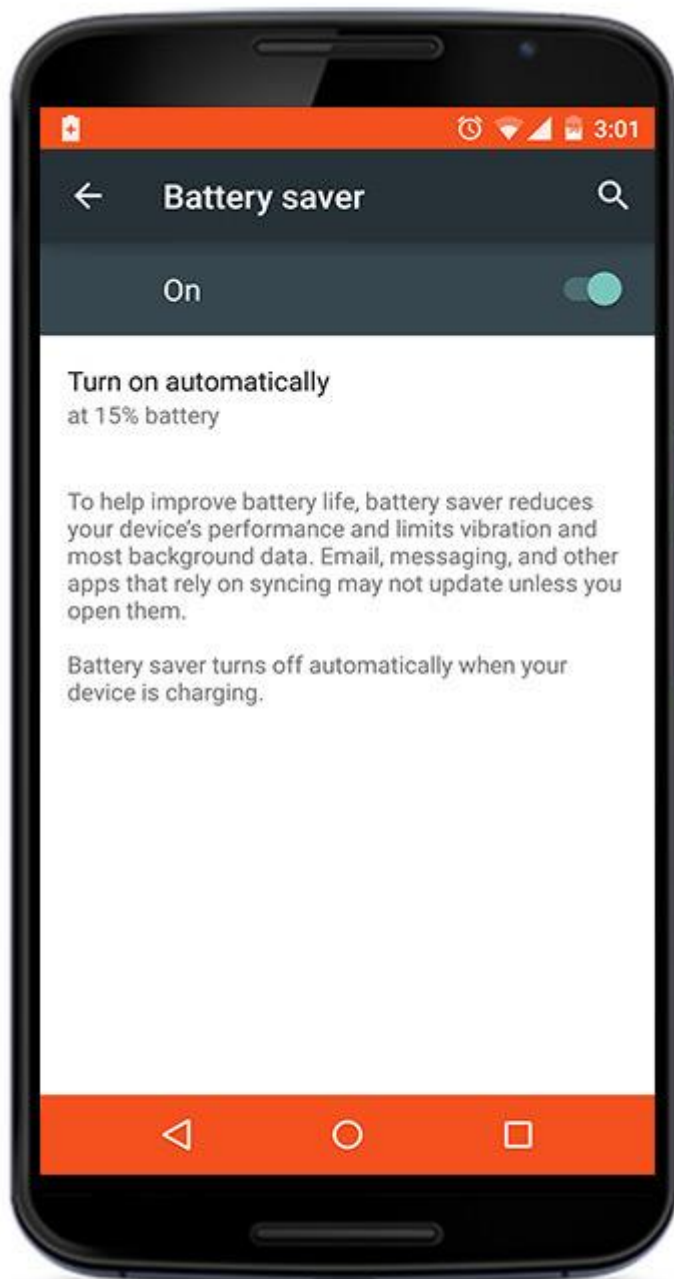 3:01
Battery saver
On
Turn on automatically
at 15% battery
To help improve battery life, battery saver reduces
your device's performance and limits vibration and
most background data. Email, messaging, and other
apps that rely on syncing may not update unless you
open them.
Battery saver turns off automatically when your
device is charging.